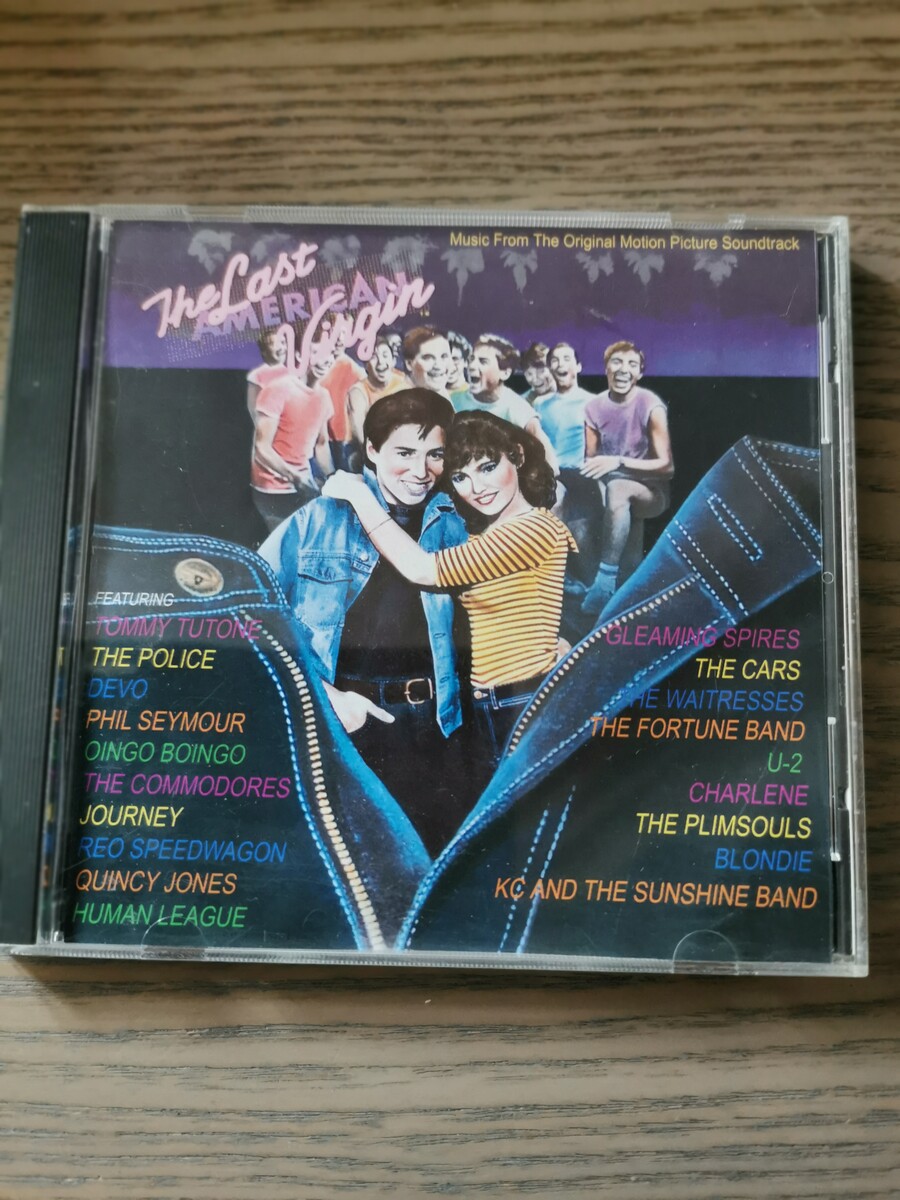 Music From The Original Motion Picture Soundtrack
The Last
AMERICAN
Virgin
FEATURING
TOMMY TUTONE
THE POLICE
DEVO
PHIL SEYMOUR
OINGO BOINGO
THE COMMODORES
JOURNEY
REO SPEEDWAGON
QUINCY JONES
HUMAN LEAGUE
GLEAMING SPIRES
THE CARS
THE WAITRESSES
THE FORTUNE BAND
U-2
CHARLENE
THE PLIMSOULS
BLONDIE
KC AND THE SUNSHINE BAND